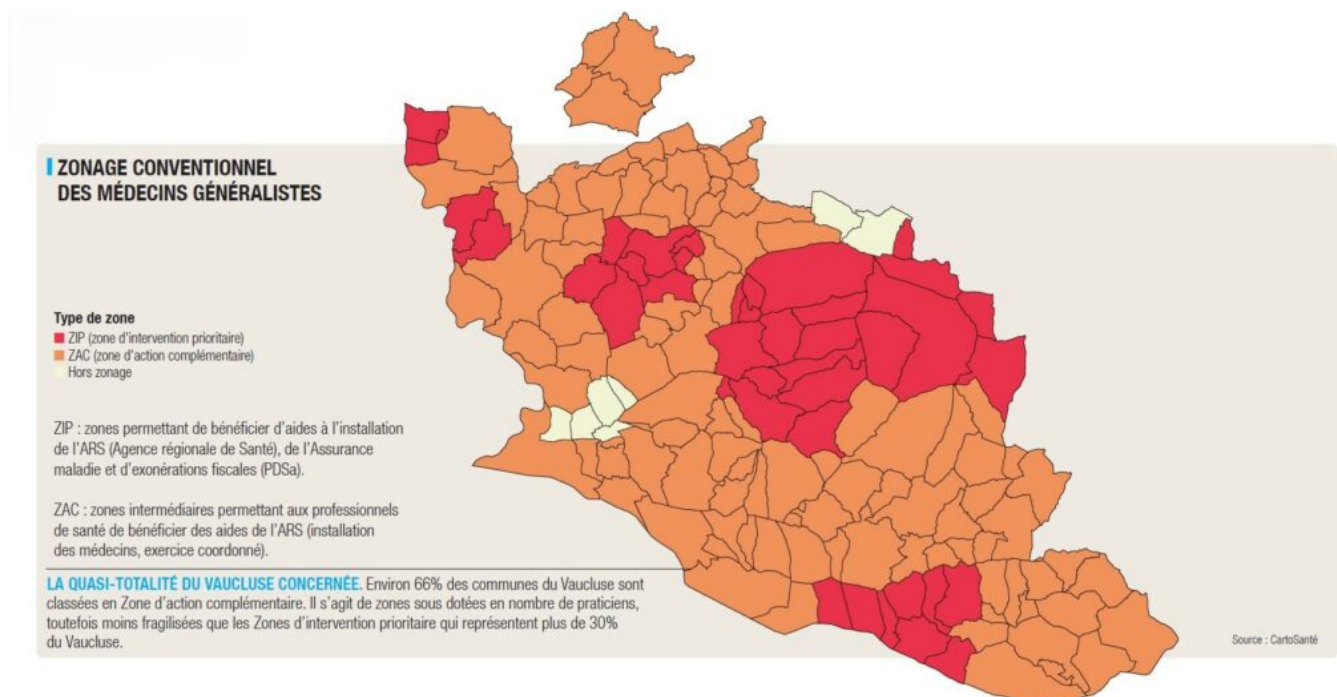 ZONAGE CONVENTIONNEL
DES MÉDECINS GÉNÉRALISTES
Type de zone
ZIP (zone d'intervention prioritaire)
ZAC (zone d'action complémentaire)
Hors zonage
ZIP : zones permettant de bénéficier d'aides à l'installation
de l'ARS (Agence régionale de Santé), de l'Assurance
maladie et d'exonérations fiscales (PDSa).
ZAC : zones intermédiaires permettant aux professionnels
de santé de bénéficier des aides de l'ARS (installation
des médecins, exercice coordonné).
LA QUASI-TOTALITÉ DU VAUCLUSE CONCERNÉE. Environ 66% des communes du Vaucluse sont
classées en Zone d'action complémentaire. Il s'agit de zones sous dotées en nombre de praticiens,
toutefois moins fragilisées que les Zones d'intervention prioritaire qui représentent plus de 30%
du Vaucluse.
Source : CartoSanté